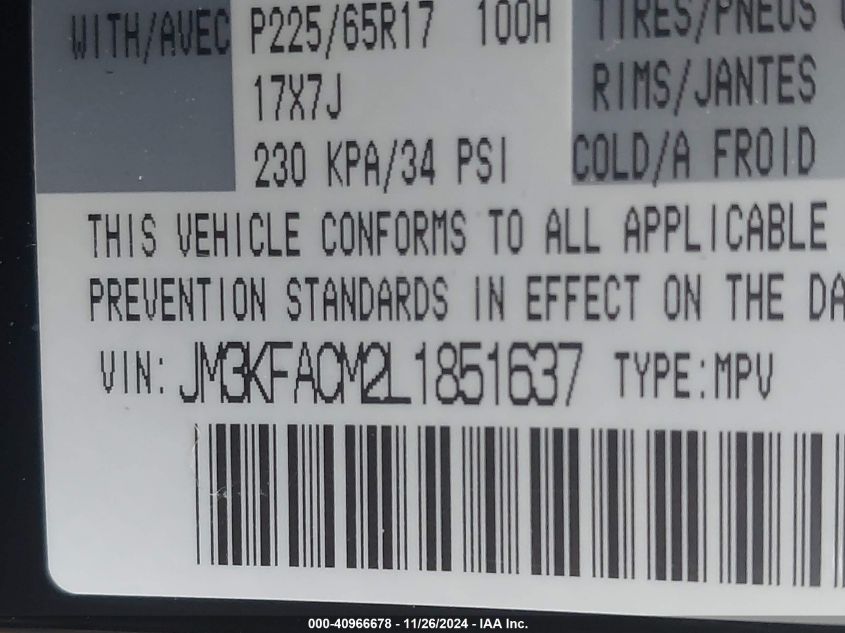 WITH/AVEC P225/65R17 100H TIRES/PNEUS
17X7J RIMS/JANTES
230 KPA/34 PSI COLD/A FROID
THIS VEHICLE CONFORMS TO ALL APPLICABLE
PREVENTION STANDARDS IN EFFECT ON THE DA
VIN: JM3KFACM2L1851637 TYPE:MPV
000-40966678 - 11/26/2024 - IAA Inc.